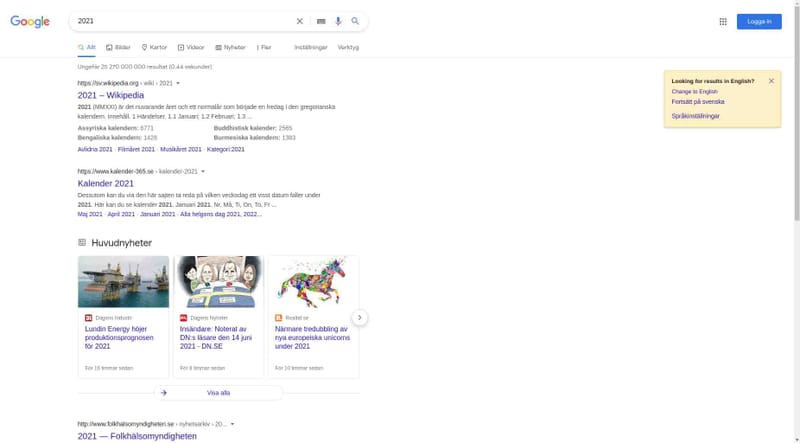 Google
2021
Logga in
Allt
Bilder
Kartor
Videor
Nyheter
Fler
Inställningar
Verktyg
Ungefär 25 270 000 000 resultat (0,44 sekunder)
https://sv.wikipedia.org › wiki › 2021
2021 – Wikipedia
2021 (MMXXI) är det nuvarande året och ett normalår som började en fredag i den gregorianska
kalendern. Innehåll. 1 Händelser. 1.1 Januari; 1.2 Februari; 1.3 ...
Assyriska kalendern: 6771
Buddhistisk kalender: 2565
Bengaliska kalendern: 1428
Burmesiska kalendern: 1383
Avlidna 2021 · Filmåret 2021 · Musikåret 2021 · Kategori:2021
https://www.kalender-365.se › kalender-2021
Kalender 2021
Dessutom kan du via den här sajten ta reda på vilken veckodag ett visst datum faller under
2021. Här kan du se kalender 2021. Januari 2021. Nr, Må, Ti, On, To, Fr ...
Maj 2021 · April 2021 · Januari 2021 · Alla helgens dag 2021, 2022...
Huvudnyheter
Dagens Industri
Lundin Energy höjer
produktionsprognosen
för 2021
För 16 timmar sedan
Dagens Nyheter
Insändare: Noterat av
DN:s läsare den 14 juni
2021 - DN.SE
För 8 timmar sedan
Realtid.se
Närmare tredubbling av
nya europeiska unicorns
under 2021
För 10 timmar sedan
Visa alla
http://www.folkhalsomyndigheten.se › nyhetsarkiv › 20...
2021 — Folkhälsomyndigheten
Looking for results in English?
Change to English
Fortsätt på svenska
Språkinställningar